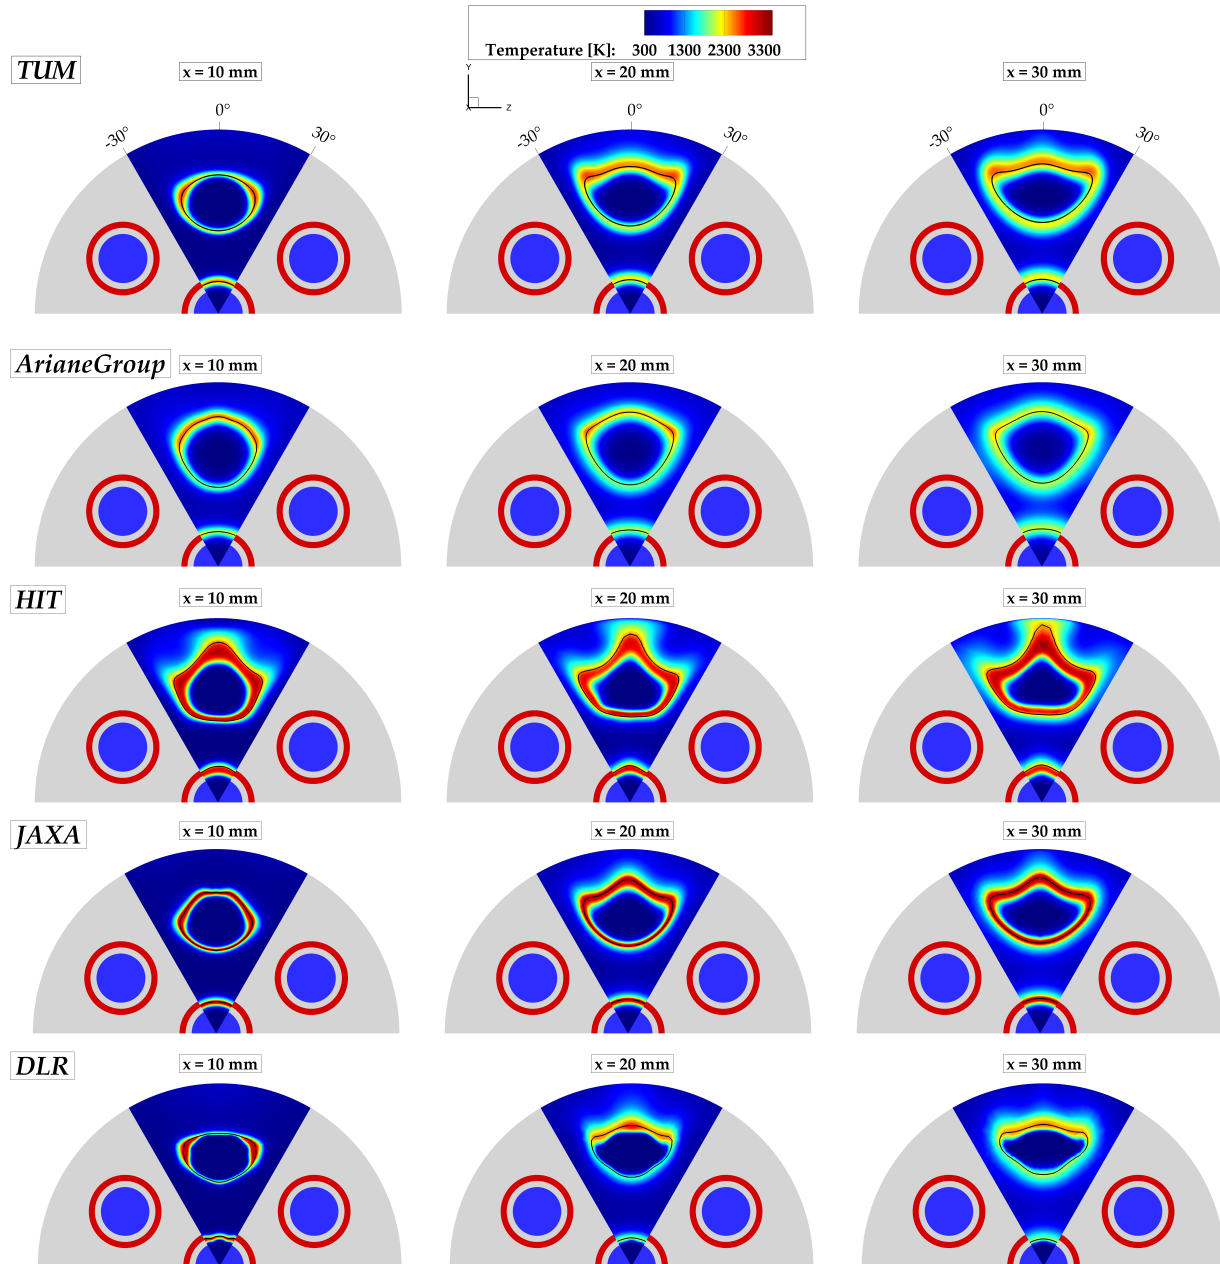 Temperature [K]: 300 1300 2300 3300
TUM
x = 10 mm
x = 20 mm
x = 30 mm
Y
X
Z
-30°
0°
30°
-30°
0°
30°
-30°
0°
30°
ArianeGroup
x = 10 mm
x = 20 mm
x = 30 mm
HIT
x = 10 mm
x = 20 mm
x = 30 mm
JAXA
x = 10 mm
x = 20 mm
x = 30 mm
DLR
x = 10 mm
x = 20 mm
x = 30 mm